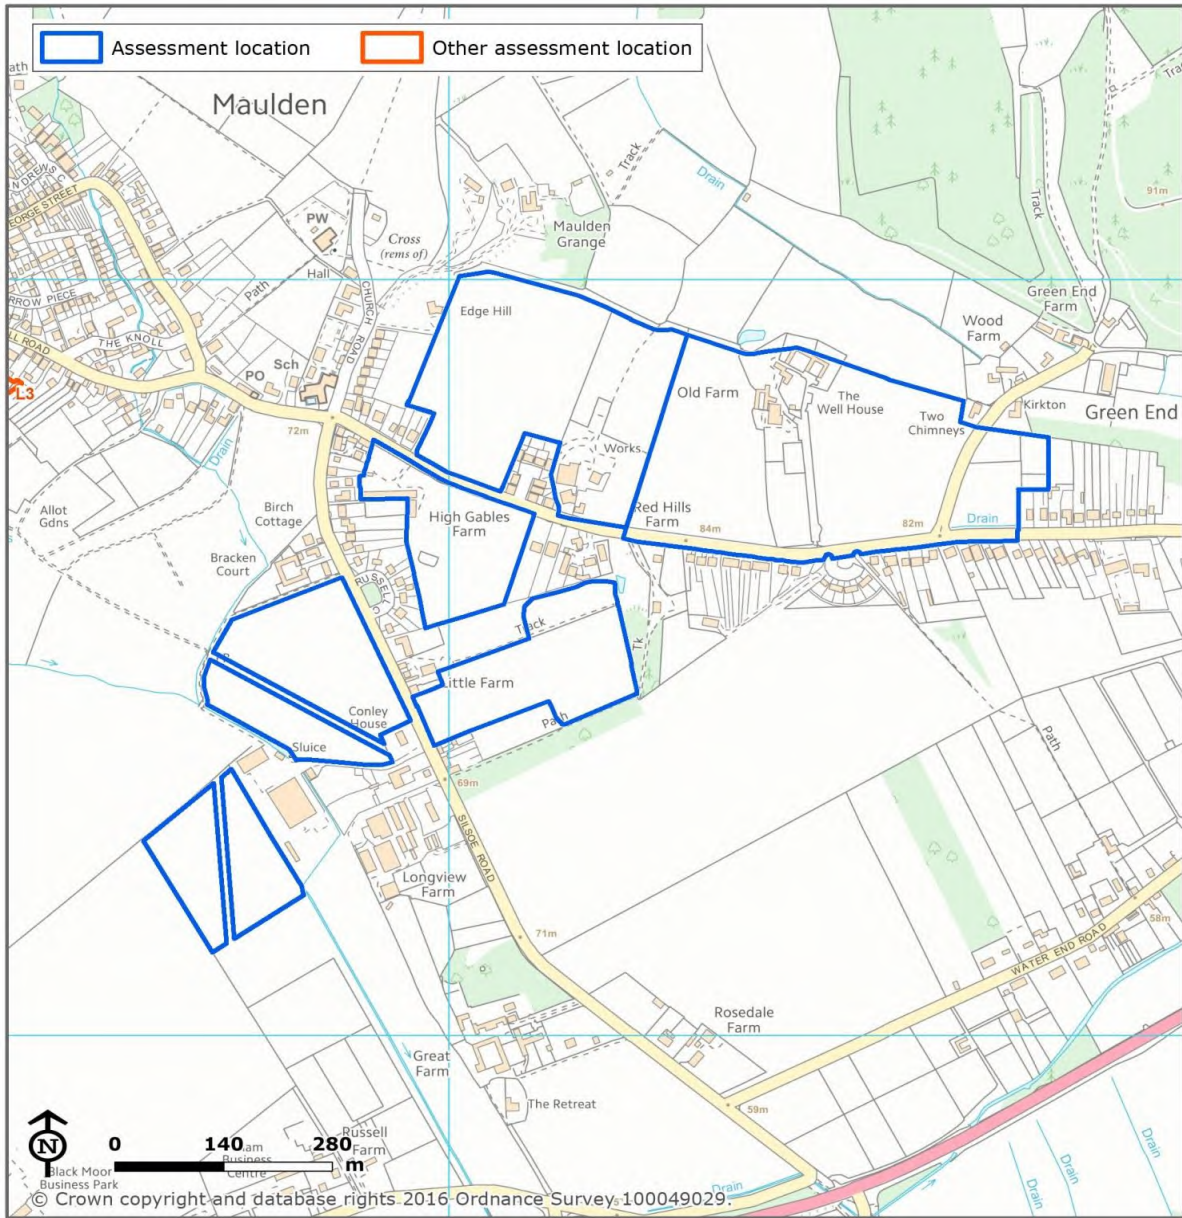 Assessment location
Other assessment location
Maulden
Track
Drain
91m
Track
PW
Cross
(rems of)
Maulden
Grange
Hall
Path
CHURCH ROAD
Edge Hill
Green End
Farm
Wood
Farm
THE KNOLL
Sch
PO
L3
72m
Old Farm
The
Well House
Two
Chimneys
Kirkton
Green End
Drain
Works
Allot
Gdns
Birch
Cottage
High Gables
Farm
Red Hills
Farm
84m
82m
Drain
Bracken
Court
RUSSELL
Track
Tk
Little Farm
Conley
House
Path
Sluice
69m
Path
SILSOE ROAD
Longview
Farm
71m
58m
WATER END ROAD
Rosedale
Farm
Great
Farm
The Retreat
59m
N
0 140 280
m
Russell
Farm
Business
Centre
Black Moor
Business Park
Drain
Drain
Drain
Drain
© Crown copyright and database rights 2016 Ordnance Survey 100049029.